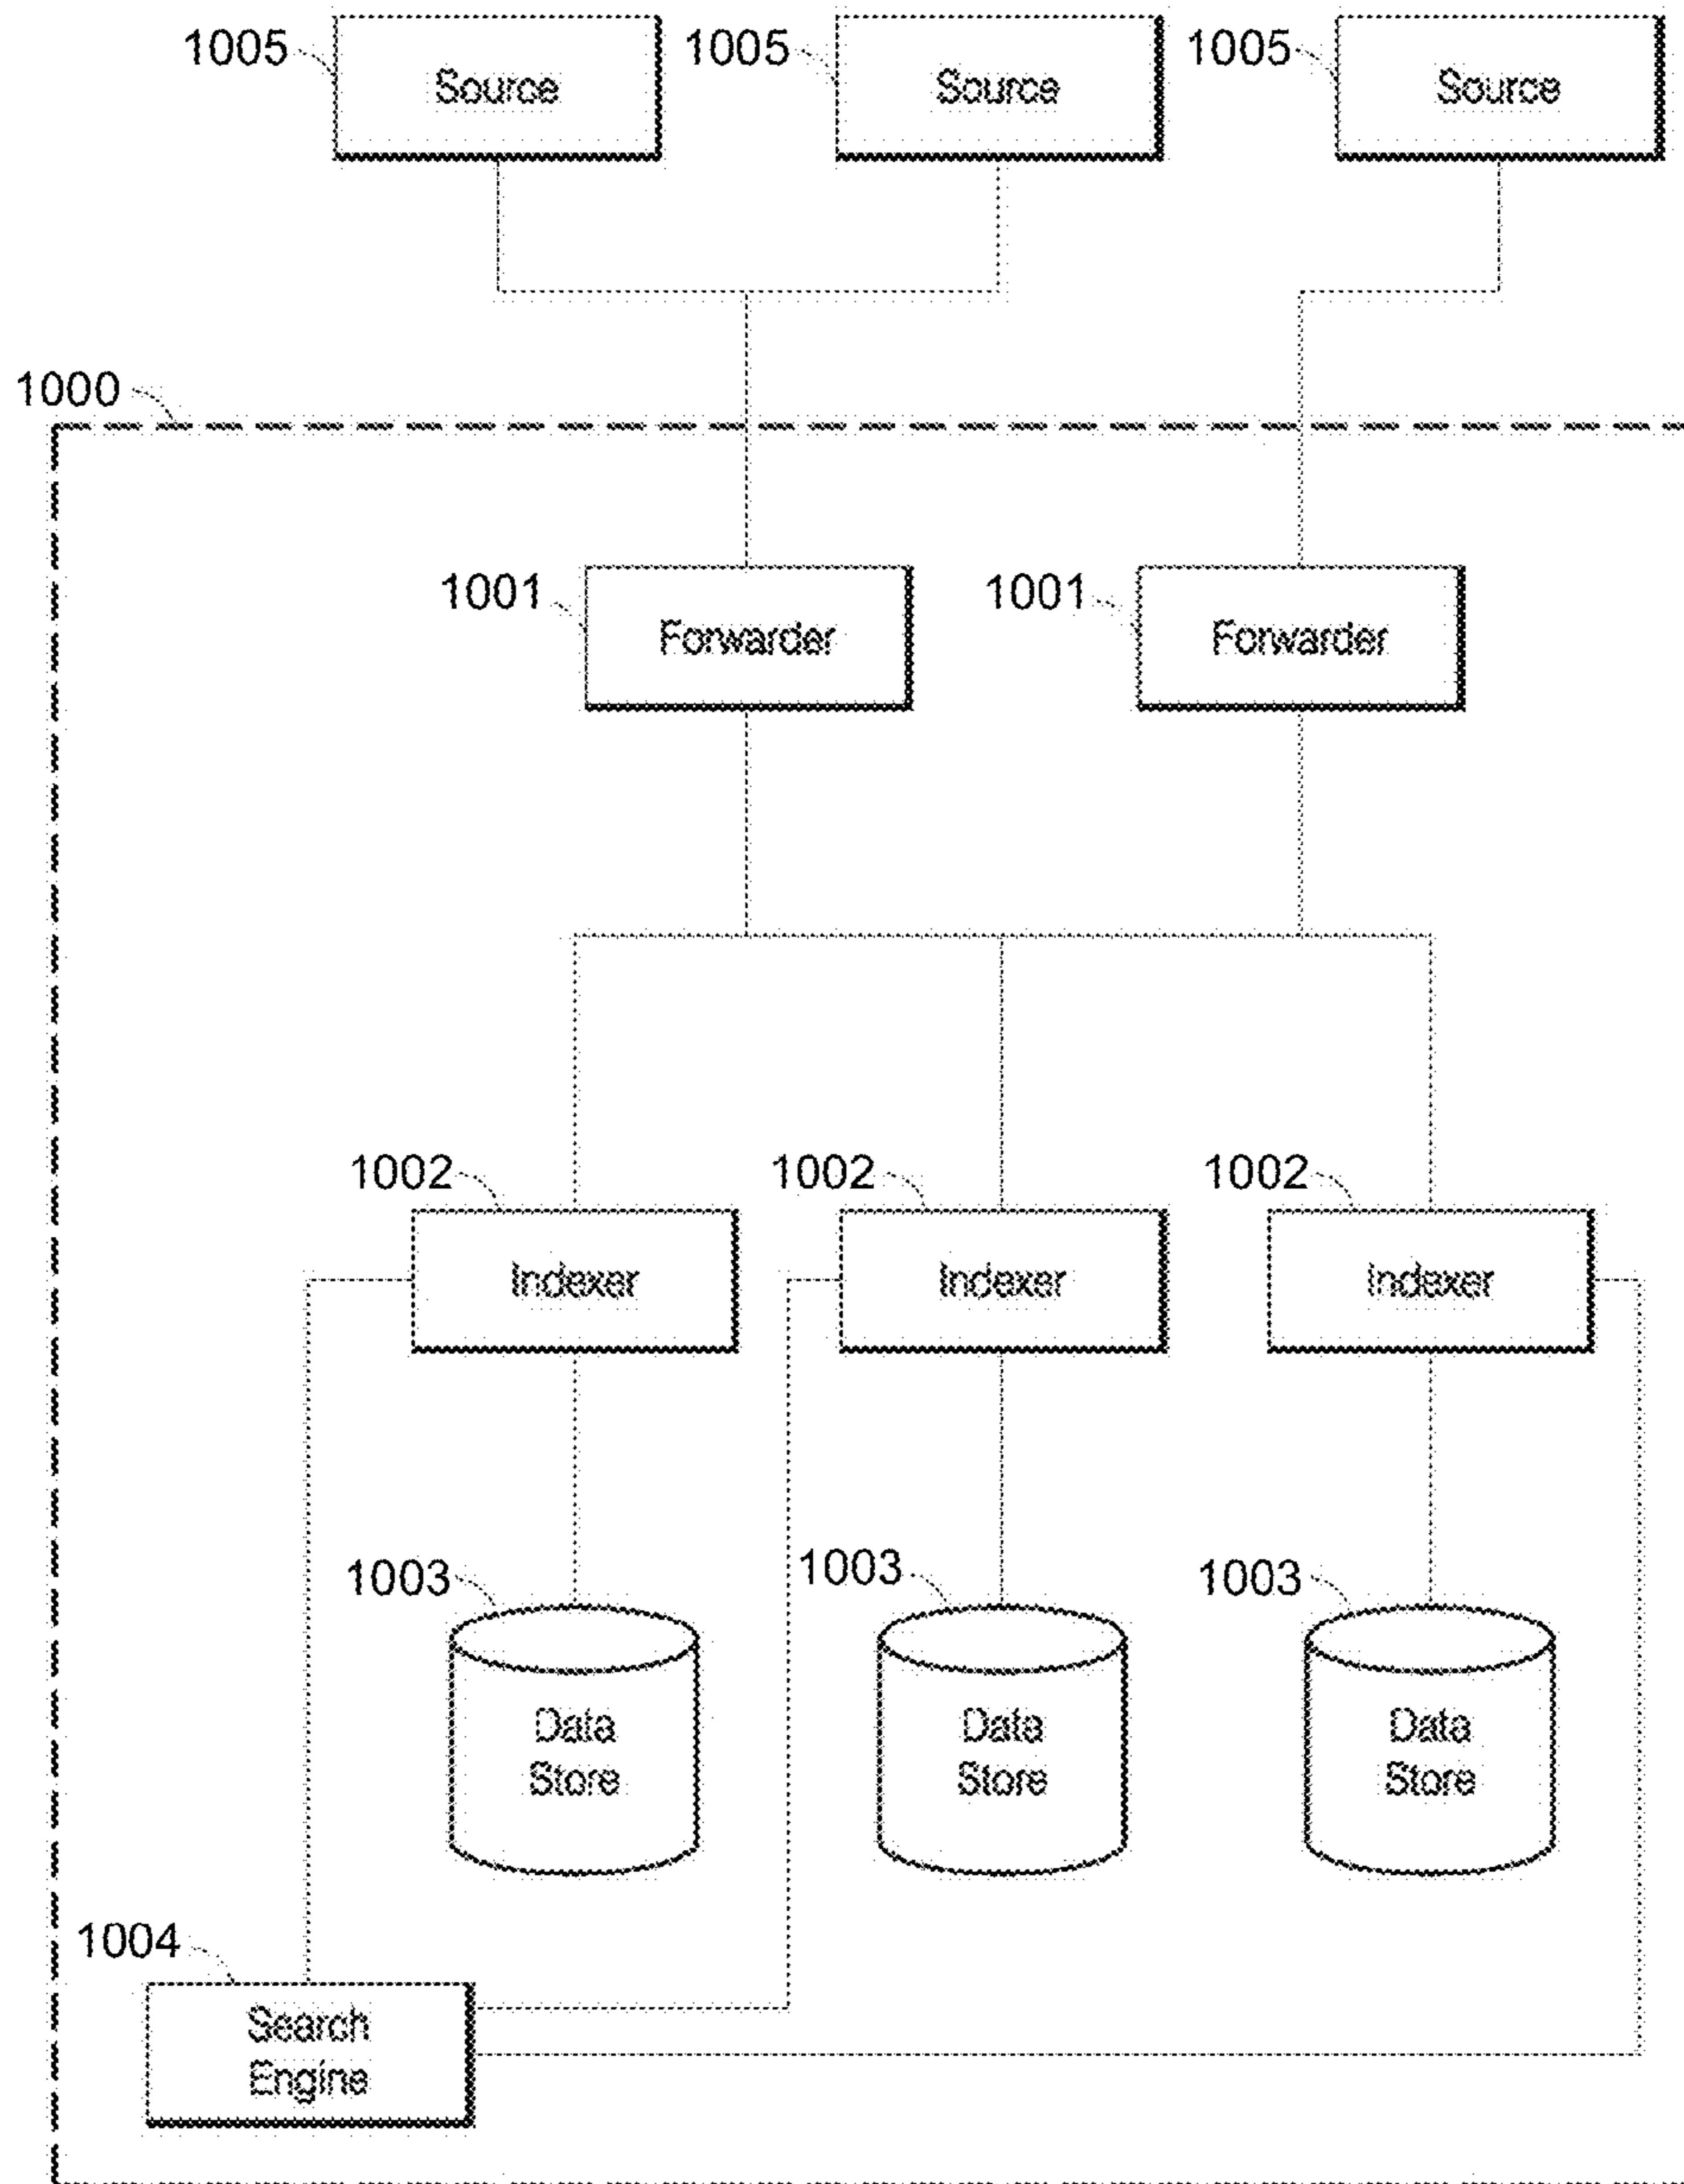 1005
1005
1005
Source
Source
Source
1000
1001
1001
Forwarder
Forwarder
1002
1002
1002
Indexer
Indexer
Indexer
1003
1003
1003
Data
Store
Data
Store
Data
Store
1004
Search
Engine